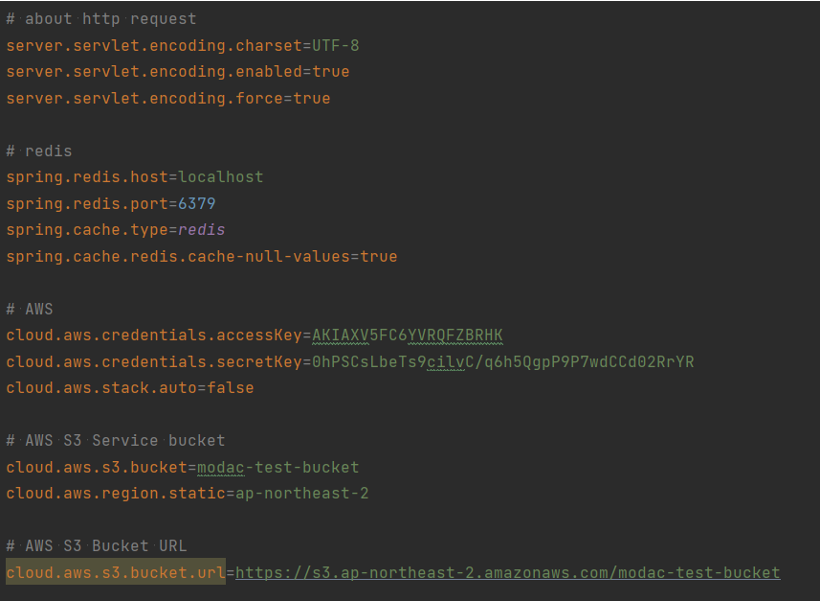 # about http request
server.servlet.encoding.charset=UTF-8
server.servlet.encoding.enabled=true
server.servlet.encoding.force=true
# redis
spring.redis.host=localhost
spring.redis.port=6379
spring.cache.type=redis
spring.cache.redis.cache-null-values=true
# AWS
cloud.aws.credentials.accessKey=AKIAXV5FC6YVRQFZBRHK
cloud.aws.credentials.secretKey=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
cloud.aws.stack.auto=false
# AWS S3 Service bucket
cloud.aws.s3.bucket=modac-test-bucket
cloud.aws.region.static=ap-northeast-2
# AWS S3 Bucket URL
cloud.aws.s3.bucket.url=https://s3.ap-northeast-2.amazonaws.com/modac-test-bucket